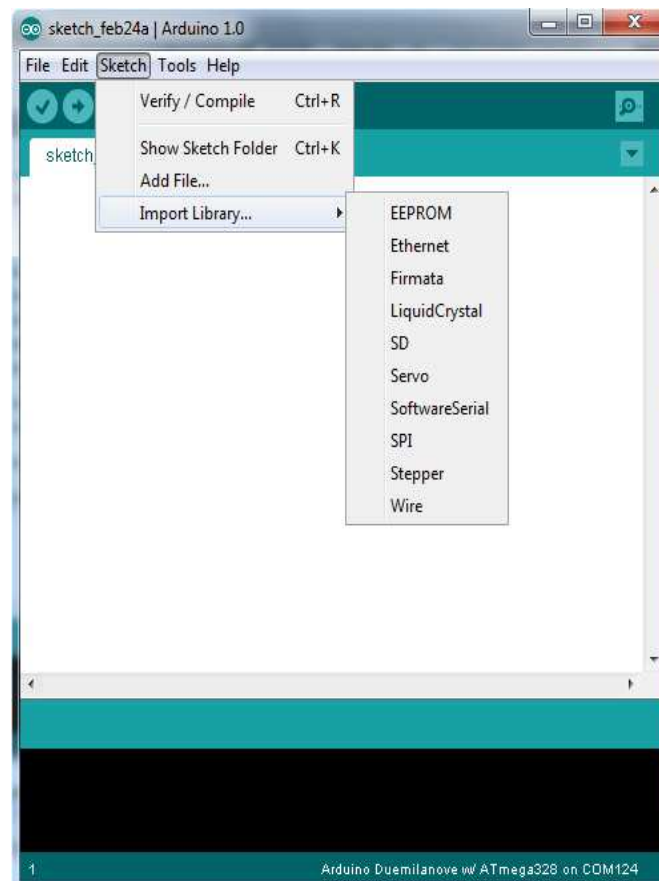 sketch_feb24a | Arduino 1.0
File Edit Sketch Tools Help
Verify / Compile Ctrl+R
sketch_
Show Sketch Folder Ctrl+K
Add File...
Import Library...
EEPROM
Ethernet
Firmata
LiquidCrystal
SD
Servo
SoftwareSerial
SPI
Stepper
Wire
1 Arduino Duemilanove w/ ATmega328 on COM124